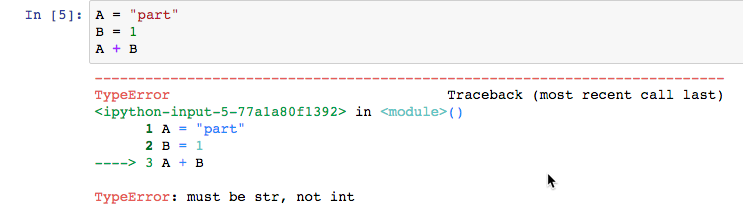 In [5]: A = "part"
B = 1
A + B
---------------------------------------------------------------------------
TypeError Traceback (most recent call last)
<ipython-input-5-77a1a80f1392> in <module>()
1 A = "part"
2 B = 1
----> 3 A + B
TypeError: must be str, not int